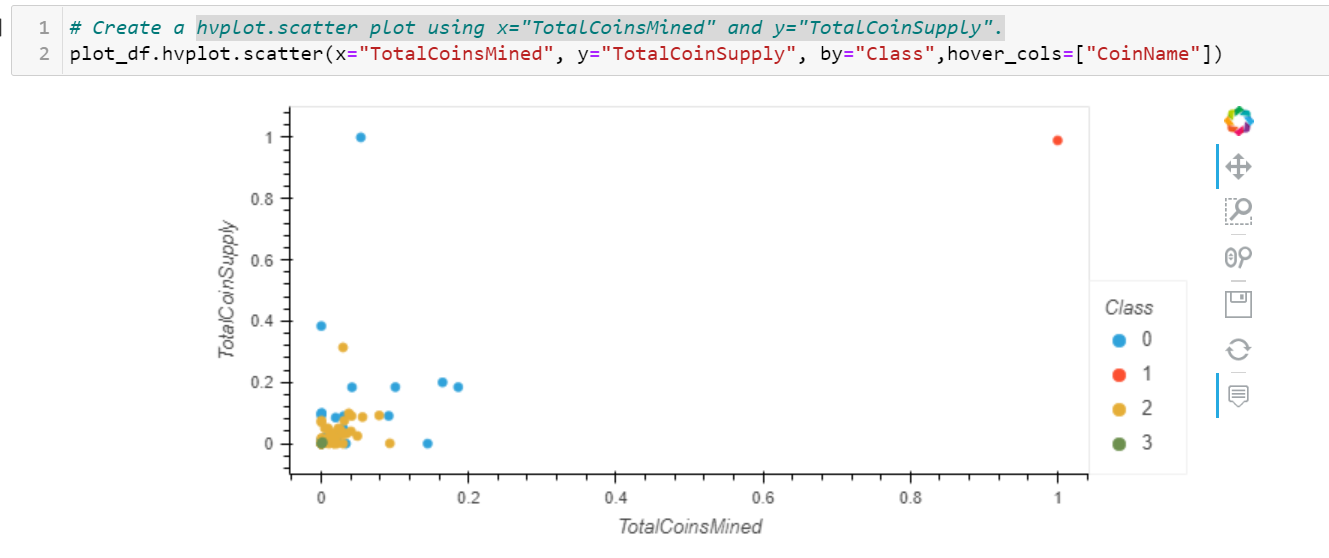 1 # Create a hvplot.scatter plot using x="TotalCoinsMined" and y="TotalCoinSupply".
2 plot_df.hvplot.scatter(x="TotalCoinsMined", y="TotalCoinSupply", by="Class",hover_cols=["CoinName"])
TotalCoinSupply
1
0.8
0.6
0.4
0.2
0
0 0.2 0.4 0.6 0.8 1
TotalCoinsMined
Class
0
1
2
3